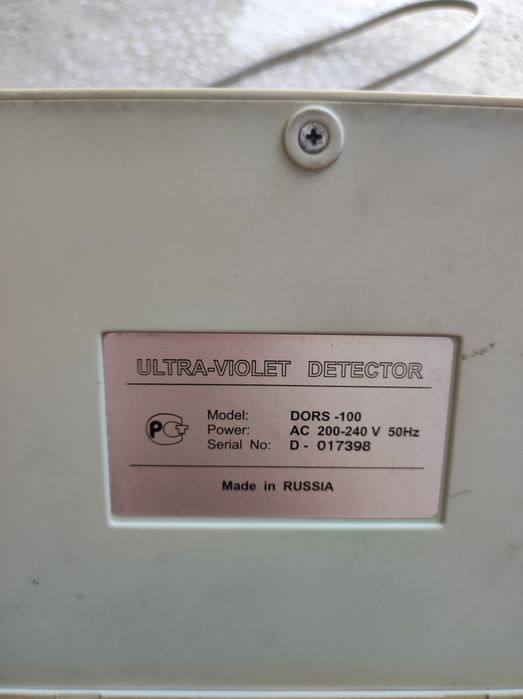 ULTRA-VIOLET DETECTOR
Model: DORS -100
Power: AC 200-240 V 50Hz
Serial No: D - 017398
Made in RUSSIA